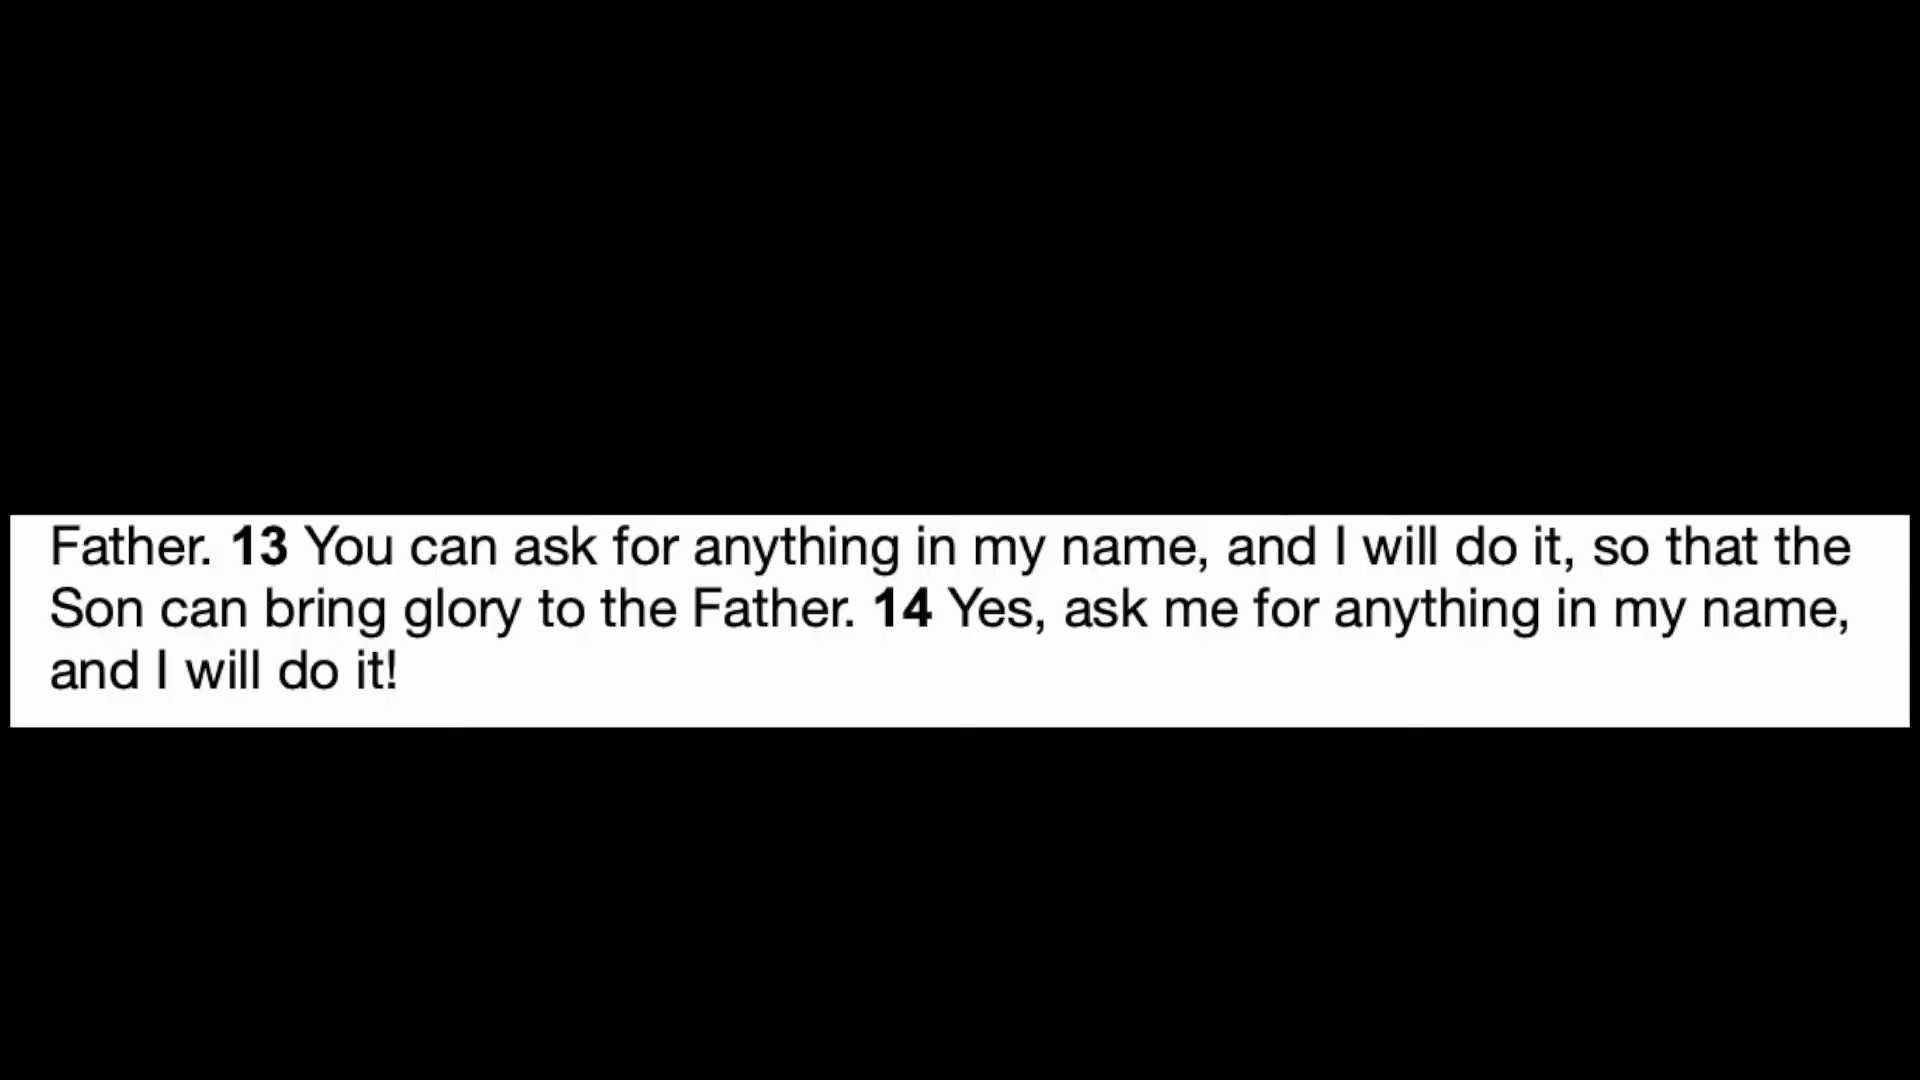 Father. 13 You can ask for anything in my name, and I will do it, so that the
Son can bring glory to the Father. 14 Yes, ask me for anything in my name,
and I will do it!